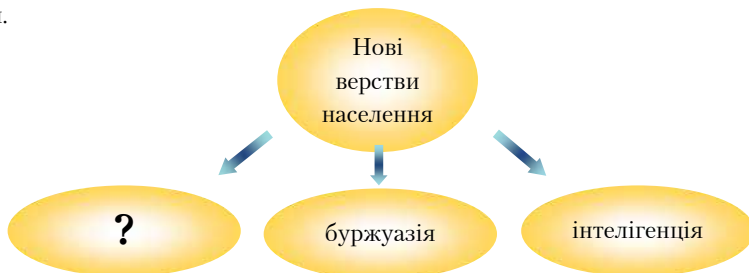 Нові
верстви
населення
?
буржуазія
інтелігенція